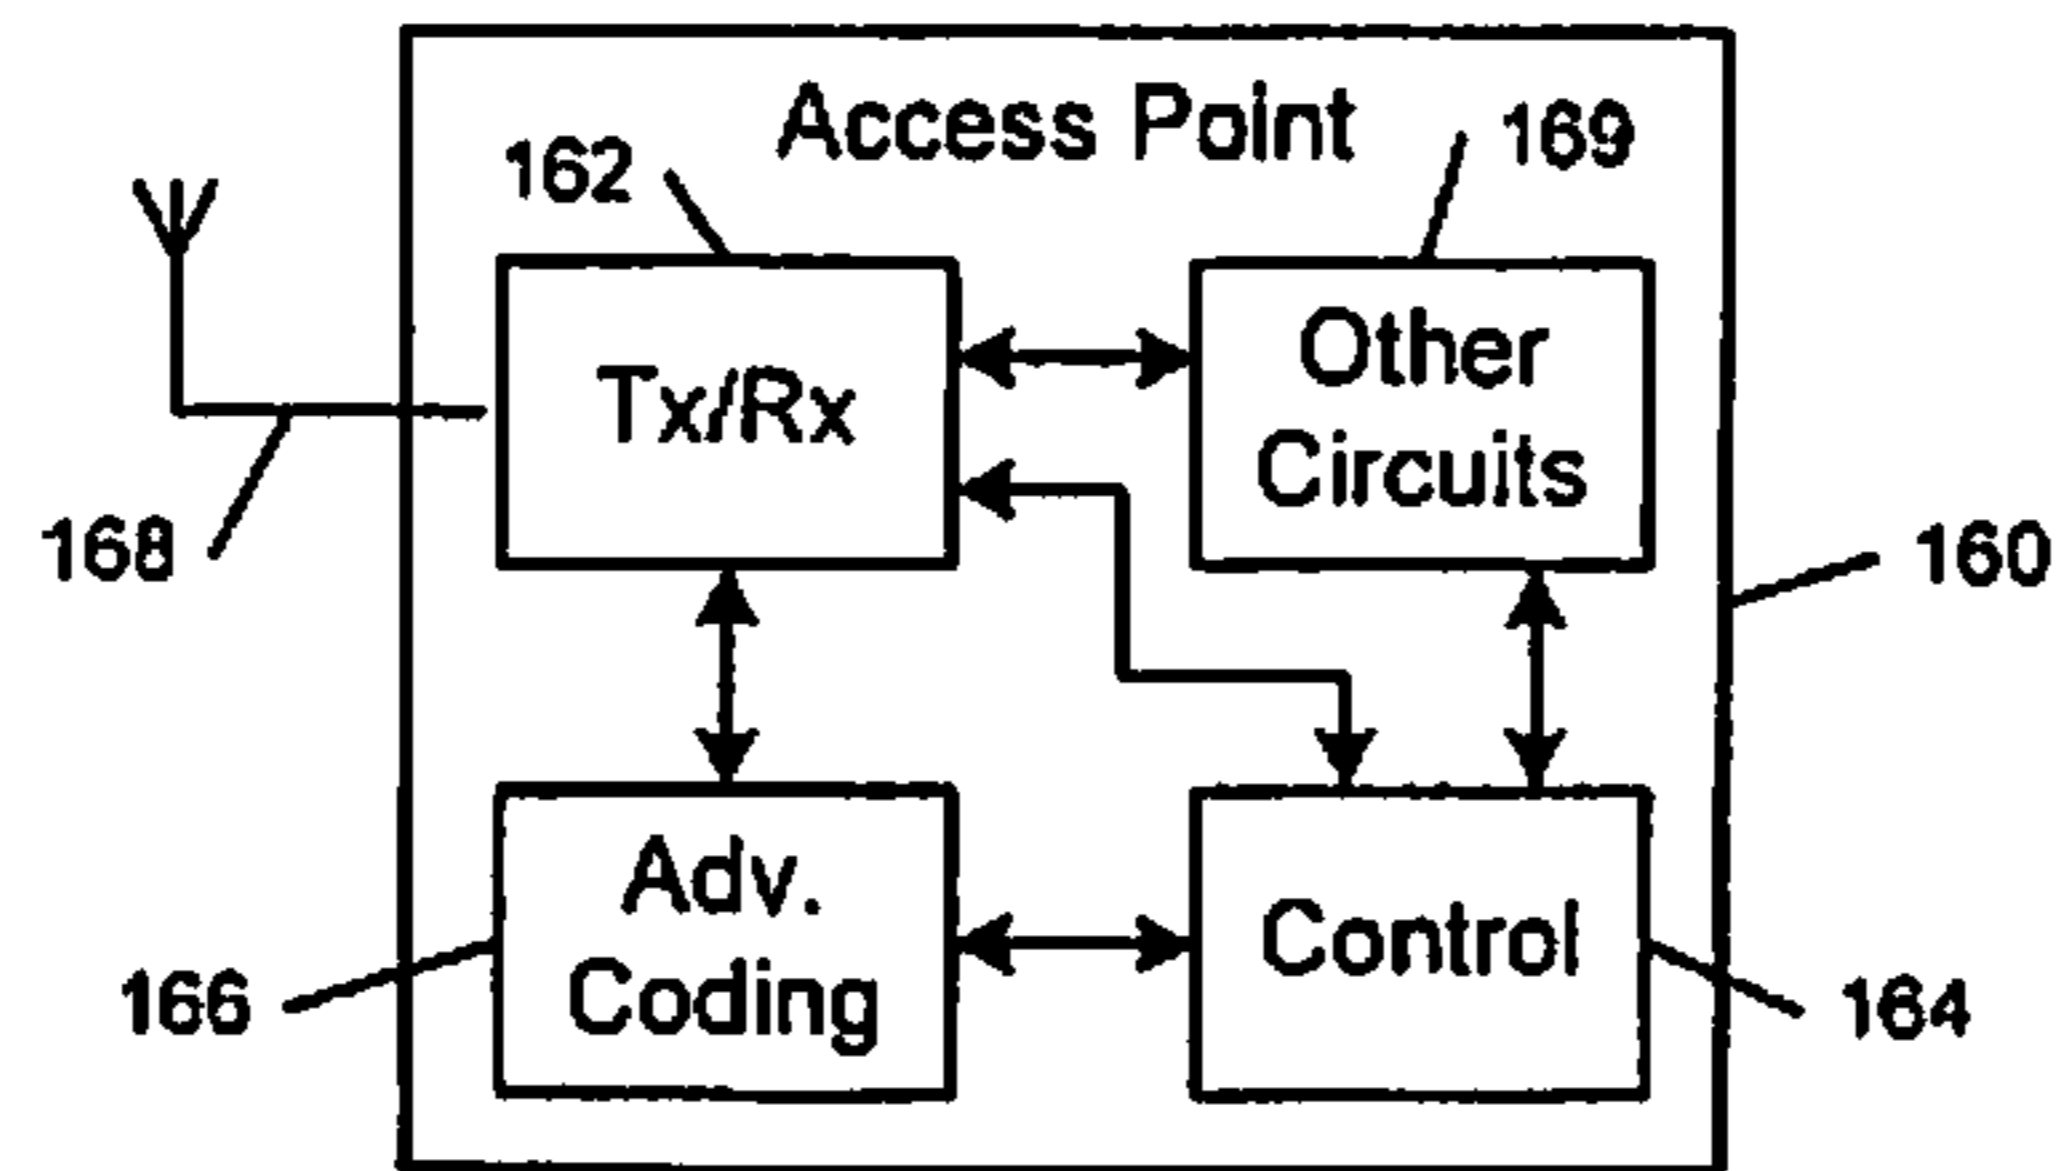 Access Point
162
169
Tx/Rx
Other
Circuits
168
160
Adv.
Coding
Control
166
164